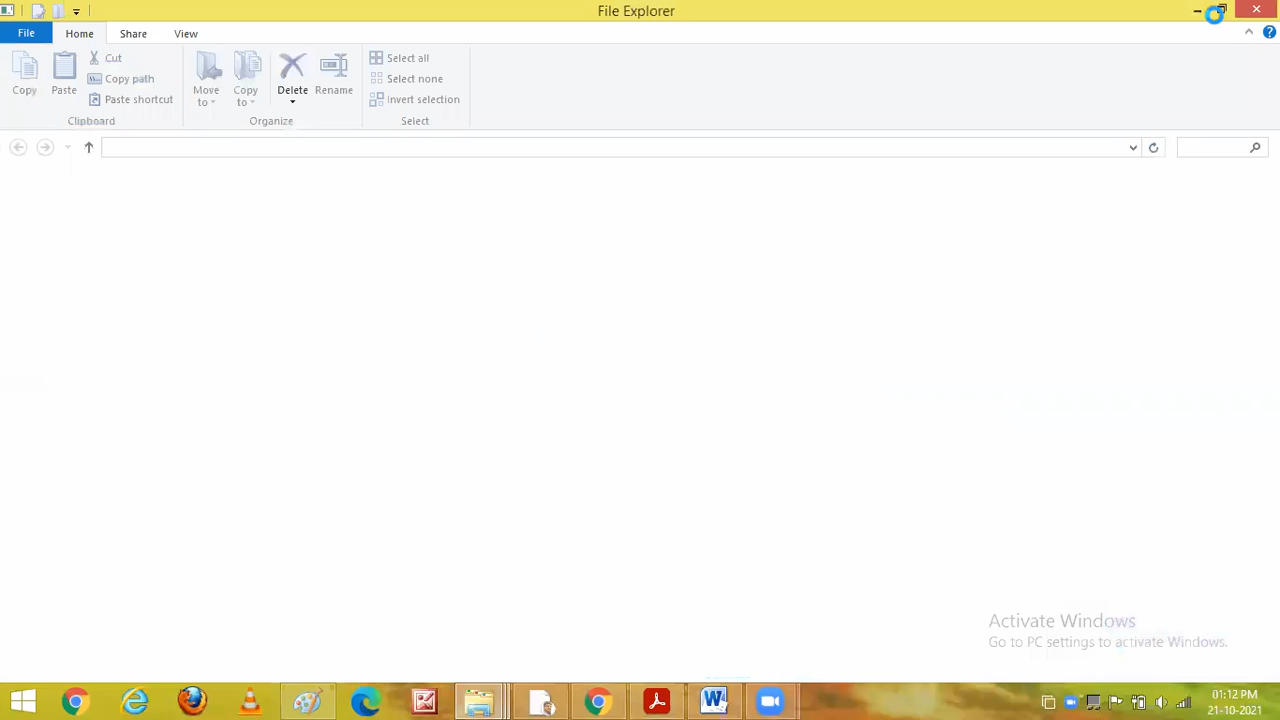 File Explorer
File Home Share View
Copy
Paste
Cut
Copy path
Paste shortcut
Clipboard
Move to
Copy to
Delete
Rename
Organize
Select all
Select none
Invert selection
Select
Activate Windows
Go to PC settings to activate Windows.
01:12 PM
21-10-2021